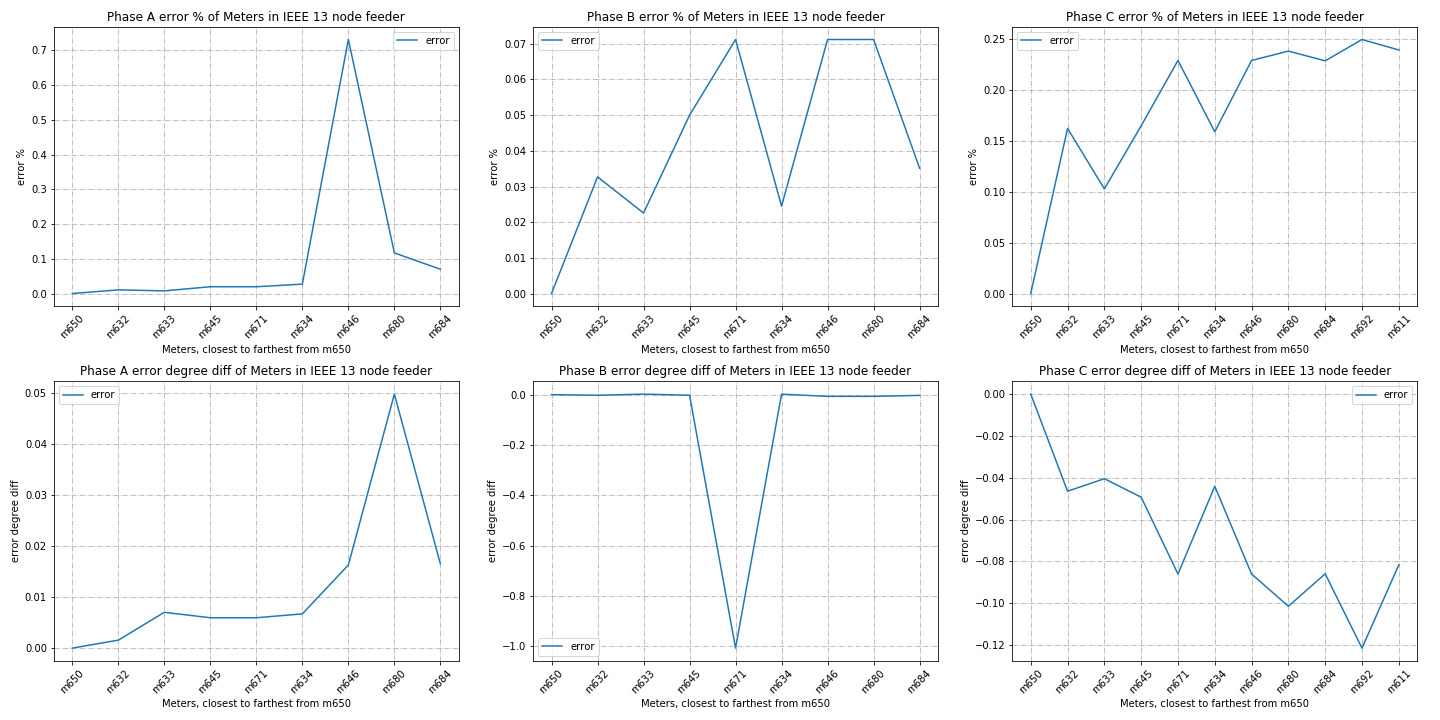 Phase A error % of Meters in IEEE 13 node feeder
error
error %
0.7
0.6
0.5
0.4
0.3
0.2
0.1
0.0
m650 m632 m633 m645 m671 m634 m646 m680 m684
Meters, closest to farthest from m650
Phase B error % of Meters in IEEE 13 node feeder
error
error %
0.07
0.06
0.05
0.04
0.03
0.02
0.01
0.00
m650 m632 m633 m645 m671 m634 m646 m680 m684
Meters, closest to farthest from m650
Phase C error % of Meters in IEEE 13 node feeder
error
error %
0.25
0.20
0.15
0.10
0.05
0.00
m650 m632 m633 m645 m671 m634 m646 m680 m684 m692 m611
Meters, closest to farthest from m650
Phase A error degree diff of Meters in IEEE 13 node feeder
error
error degree diff
0.05
0.04
0.03
0.02
0.01
0.00
m650 m632 m633 m645 m671 m634 m646 m680 m684
Meters, closest to farthest from m650
Phase B error degree diff of Meters in IEEE 13 node feeder
error degree diff
0.0
−0.2
−0.4
−0.6
−0.8
−1.0
error
m650 m632 m633 m645 m671 m634 m646 m680 m684
Meters, closest to farthest from m650
Phase C error degree diff of Meters in IEEE 13 node feeder
error
error degree diff
0.00
−0.02
−0.04
−0.06
−0.08
−0.10
−0.12
m650 m632 m633 m645 m671 m634 m646 m680 m684 m692 m611
Meters, closest to farthest from m650